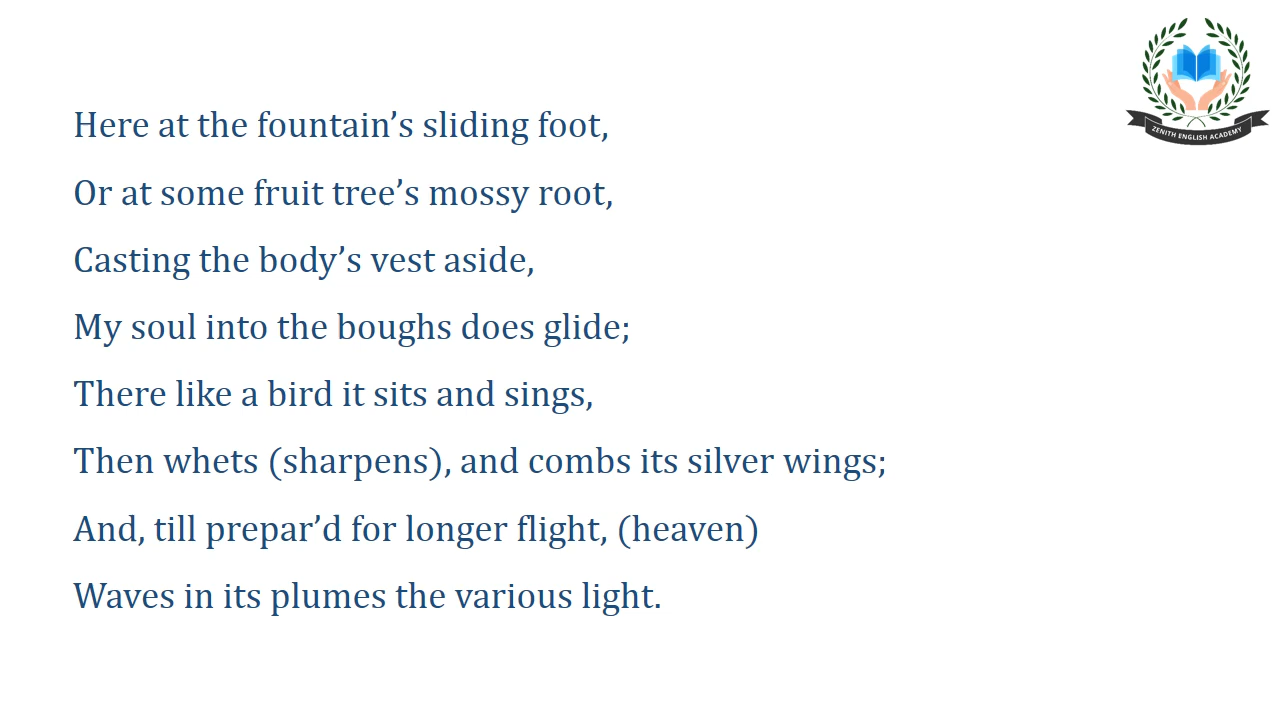 ZENITH ENGLISH ACADEMY
Here at the fountain’s sliding foot,
Or at some fruit tree’s mossy root,
Casting the body’s vest aside,
My soul into the boughs does glide;
There like a bird it sits and sings,
Then whets (sharpens), and combs its silver wings;
And, till prepar’d for longer flight, (heaven)
Waves in its plumes the various light.